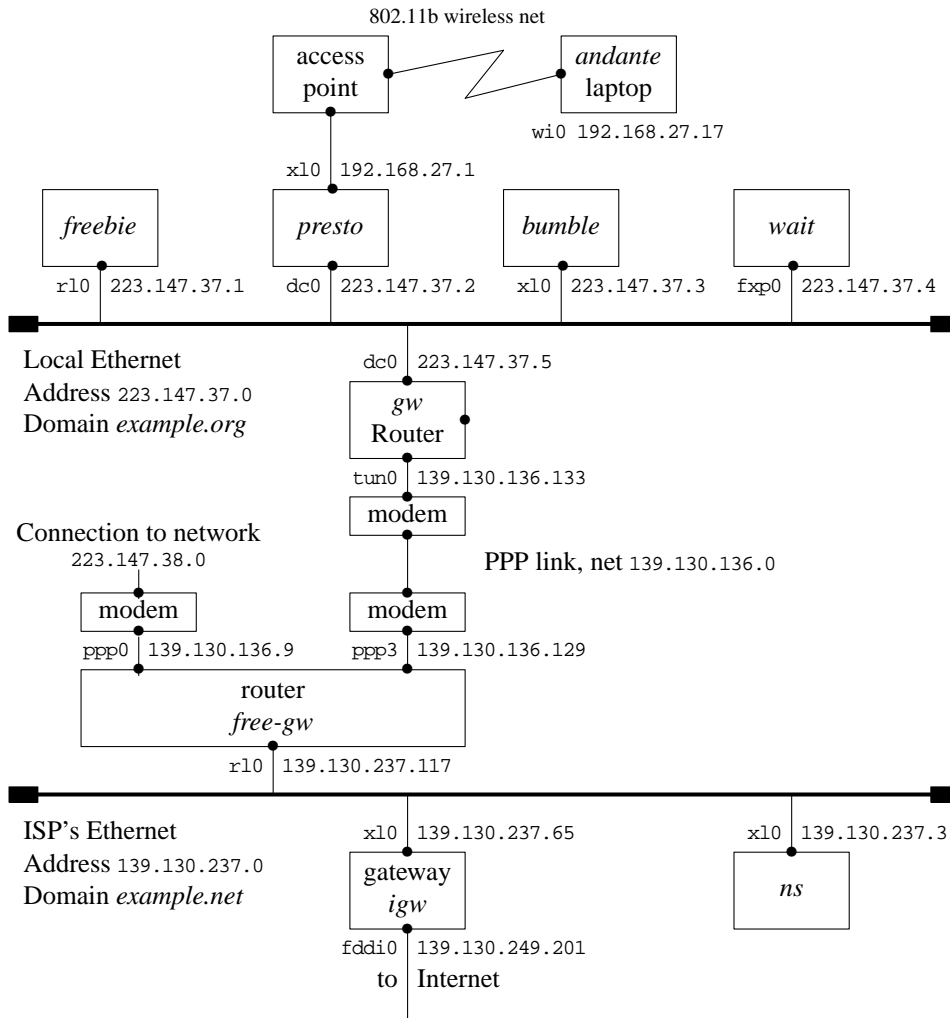 802.11b wireless net
access
point
andante
laptop
wi0 192.168.27.17
xl0 192.168.27.1
freebie
presto
bumble
wait
rl0 223.147.37.1
dc0 223.147.37.2
xl0 223.147.37.3
fxp0 223.147.37.4
Local Ethernet
Address 223.147.37.0
Domain example.org
dc0 223.147.37.5
gw
Router
tun0 139.130.136.133
modem
Connection to network
223.147.38.0
PPP link, net 139.130.136.0
modem
modem
ppp0 139.130.136.9
ppp3 139.130.136.129
router
free-gw
rl0 139.130.237.117
ISP's Ethernet
Address 139.130.237.0
Domain example.net
xl0 139.130.237.65
xl0 139.130.237.3
gateway
igw
ns
fddi0 139.130.249.201
to Internet